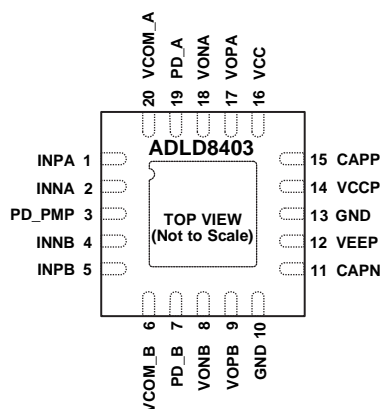 20 VCOM_A
19 PD_A
18 VONA
17 VOPA
16 VCC
ADLD8403
INPA 1
INNA 2
PD_PMP 3
INNB 4
INPB 5
TOP VIEW
(Not to Scale)
15 CAPP
14 VCCP
13 GND
12 VEEP
11 CAPN
VCOM_B 6
PD_B 7
VONB 8
VOPB 9
GND 10